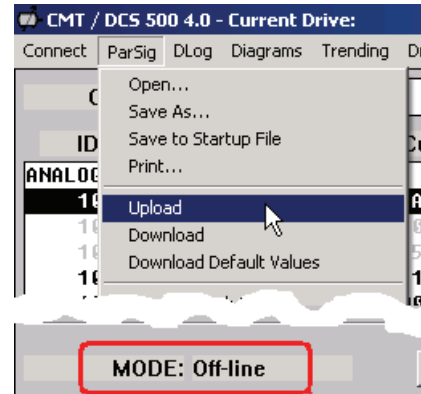 CMT / DCS 500 4.0 - Current Drive:
Connect ParSig DLog Diagrams Trending
Open...
Save As...
ID Save to Startup File
ANALOG Print...
Upload
Download
Download Default Values
MODE: Off-line